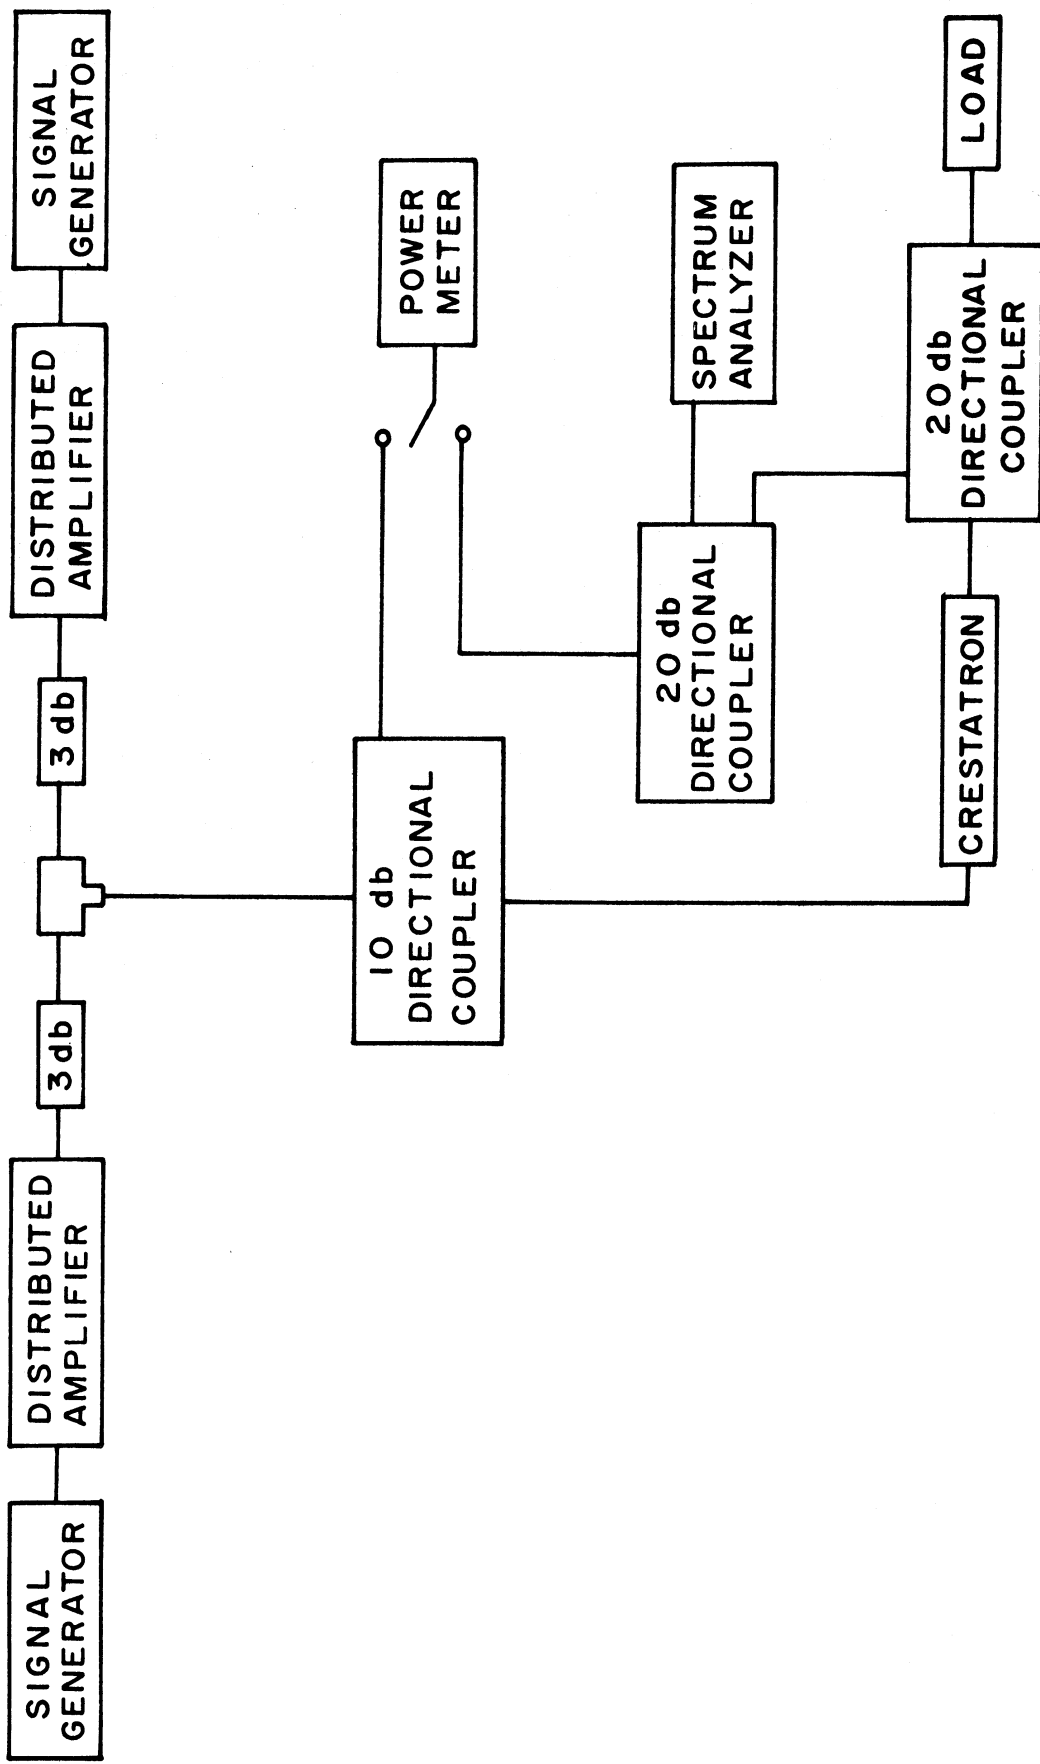 SIGNAL
GENERATOR
DISTRIBUTED
AMPLIFIER
3 db
3 db
DISTRIBUTED
AMPLIFIER
SIGNAL
GENERATOR
10 db
DIRECTIONAL
COUPLER
POWER
METER
20 db
DIRECTIONAL
COUPLER
SPECTRUM
ANALYZER
CRESTATRON
20 db
DIRECTIONAL
COUPLER
LOAD